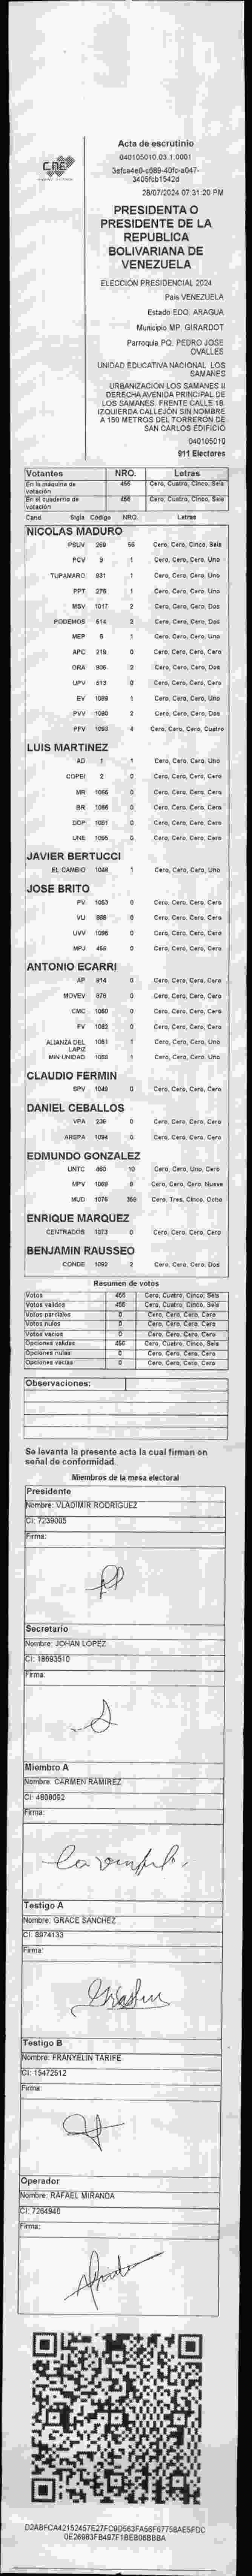 CNE
Acta de escrutinio
040105010.03.1.0001
28/07/2024 07:31:20 PM
PRESIDENTA O
PRESIDENTE DE LA
REPUBLICA
BOLIVARIANA DE
VENEZUELA
ELECCIÓN PRESIDENCIAL 2024
País VENEZUELA
Estado EDO. ARAGUA
Municipio MP. GIRARDOT
Parroquia PQ. PEDRO JOSE
OVALLES
UNIDAD EDUCATIVA NACIONAL LOS
SAMANES
URBANIZACIÓN LOS SAMANES II
DERECHA AVENIDA PRINCIPAL DE
LOS SAMANES. FRENTE CALLE 18.
IZQUIERDA CALLEJÓN SIN NOMBRE
A 150 METROS DEL TORREON DE
SAN CARLOS EDIFICIO
040105010
911 Electores
Votantes NRO. Letras
En la máquina de votación 456 Cero, Cuatro, Cinco, Seis
En el cuaderno de votación 456 Cero, Cuatro, Cinco, Seis
Cand Sigla Código NRO. Letras
NICOLAS MADURO
PSUV 269 56 Cero, Cero, Cinco, Seis
PCV 9 1 Cero, Cero, Cero, Uno
TUPAMARO 931 1 Cero, Cero, Cero, Uno
PPT 276 1 Cero, Cero, Cero, Uno
MSV 1017 2 Cero, Cero, Cero, Dos
PODEMOS 614 2 Cero, Cero, Cero, Dos
MEP 6 1 Cero, Cero, Cero, Uno
APC 219 0 Cero, Cero, Cero, Cero
ORA 906 2 Cero, Cero, Cero, Dos
UPV 513 0 Cero, Cero, Cero, Cero
EV 1089 1 Cero, Cero, Cero, Uno
PVV 1090 2 Cero, Cero, Cero, Dos
PFV 1093 4 Cero, Cero, Cero, Cuatro
LUIS MARTINEZ
AD 1 1 Cero, Cero, Cero, Uno
COPEI 2 0 Cero, Cero, Cero, Cero
MR 1055 0 Cero, Cero, Cero, Cero
BR 1066 0 Cero, Cero, Cero, Cero
DDP 1091 0 Cero, Cero, Cero, Cero
UNE 1095 0 Cero, Cero, Cero, Cero
JAVIER BERTUCCI
EL CAMBIO 1048 1 Cero, Cero, Cero, Uno
JOSE BRITO
PV 1053 0 Cero, Cero, Cero, Cero
VU 888 0 Cero, Cero, Cero, Cero
UVV 1096 0 Cero, Cero, Cero, Cero
MPJ 458 0 Cero, Cero, Cero, Cero
ANTONIO ECARRI
AP 814 0 Cero, Cero, Cero, Cero
MOVEV 876 0 Cero, Cero, Cero, Cero
CMC 1060 0 Cero, Cero, Cero, Cero
FV 1082 0 Cero, Cero, Cero, Cero
ALIANZA DEL LAPIZ 1051 1 Cero, Cero, Cero, Uno
MIN UNIDAD 1058 1 Cero, Cero, Cero, Uno
CLAUDIO FERMIN
SPV 1049 0 Cero, Cero, Cero, Cero
DANIEL CEBALLOS
VPA 236 0 Cero, Cero, Cero, Cero
AREPA 1094 0 Cero, Cero, Cero, Cero
EDMUNDO GONZALEZ
UNTC 460 10 Cero, Cero, Uno, Cero
MPV 1069 9 Cero, Cero, Cero, Nueve
MUD 1076 358 Cero, Tres, Cinco, Ocho
ENRIQUE MARQUEZ
CENTRADOS 1073 0 Cero, Cero, Cero, Cero
BENJAMIN RAUSSEO
CONDE 1092 2 Cero, Cero, Cero, Dos
Resumen de votos
Votos 456 Cero, Cuatro, Cinco, Seis
Votos validos 456 Cero, Cuatro, Cinco, Seis
Votos parciales 0 Cero, Cero, Cero, Cero
Votos nulos 0 Cero, Cero, Cero, Cero
Votos vacios 0 Cero, Cero, Cero, Cero
Opciones validas 456 Cero, Cuatro, Cinco, Seis
Opciones nulas 0 Cero, Cero, Cero, Cero
Opciones vacías 0 Cero, Cero, Cero, Cero
Observaciones:
Se levanta la presente acta la cual firman en
señal de conformidad.
Miembros de la mesa electoral
Presidente
Nombre: VLADIMIR RODRIGUEZ
CI: 7239005
Firma:
Secretario
Nombre: JOHAN LOPEZ
CI: 18693510
Firma:
Miembro A
Nombre: CARMEN RAMIREZ
CI: 4808092
Firma:
Testigo A
Nombre: GRACE SANCHEZ
CI: 8974133
Firma:
Testigo B
Nombre: FRANYELIN TARIFE
CI: 15472512
Firma:
Operador
Nombre: RAFAEL MIRANDA
CI: 7264940
Firma: